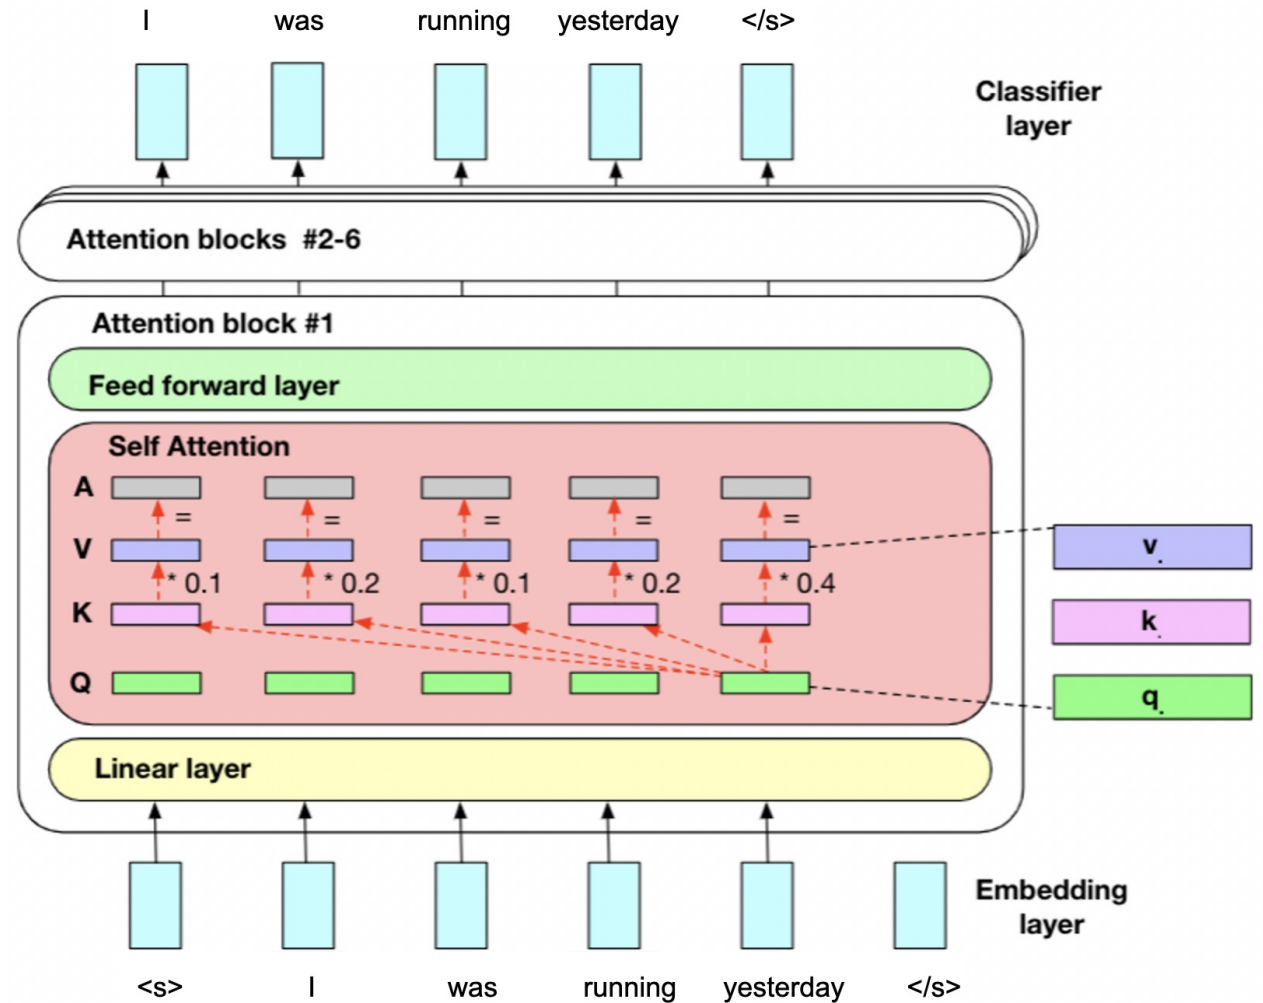 I was running yesterday </s>
Classifier
layer
Attention blocks #2-6
Attention block #1
Feed forward layer
Self Attention
A
= = = = =
V
v.
* 0.1 * 0.2 * 0.1 * 0.2 * 0.4
K
k.
Q
q.
Linear layer
Embedding
layer
<s> I was running yesterday </s>